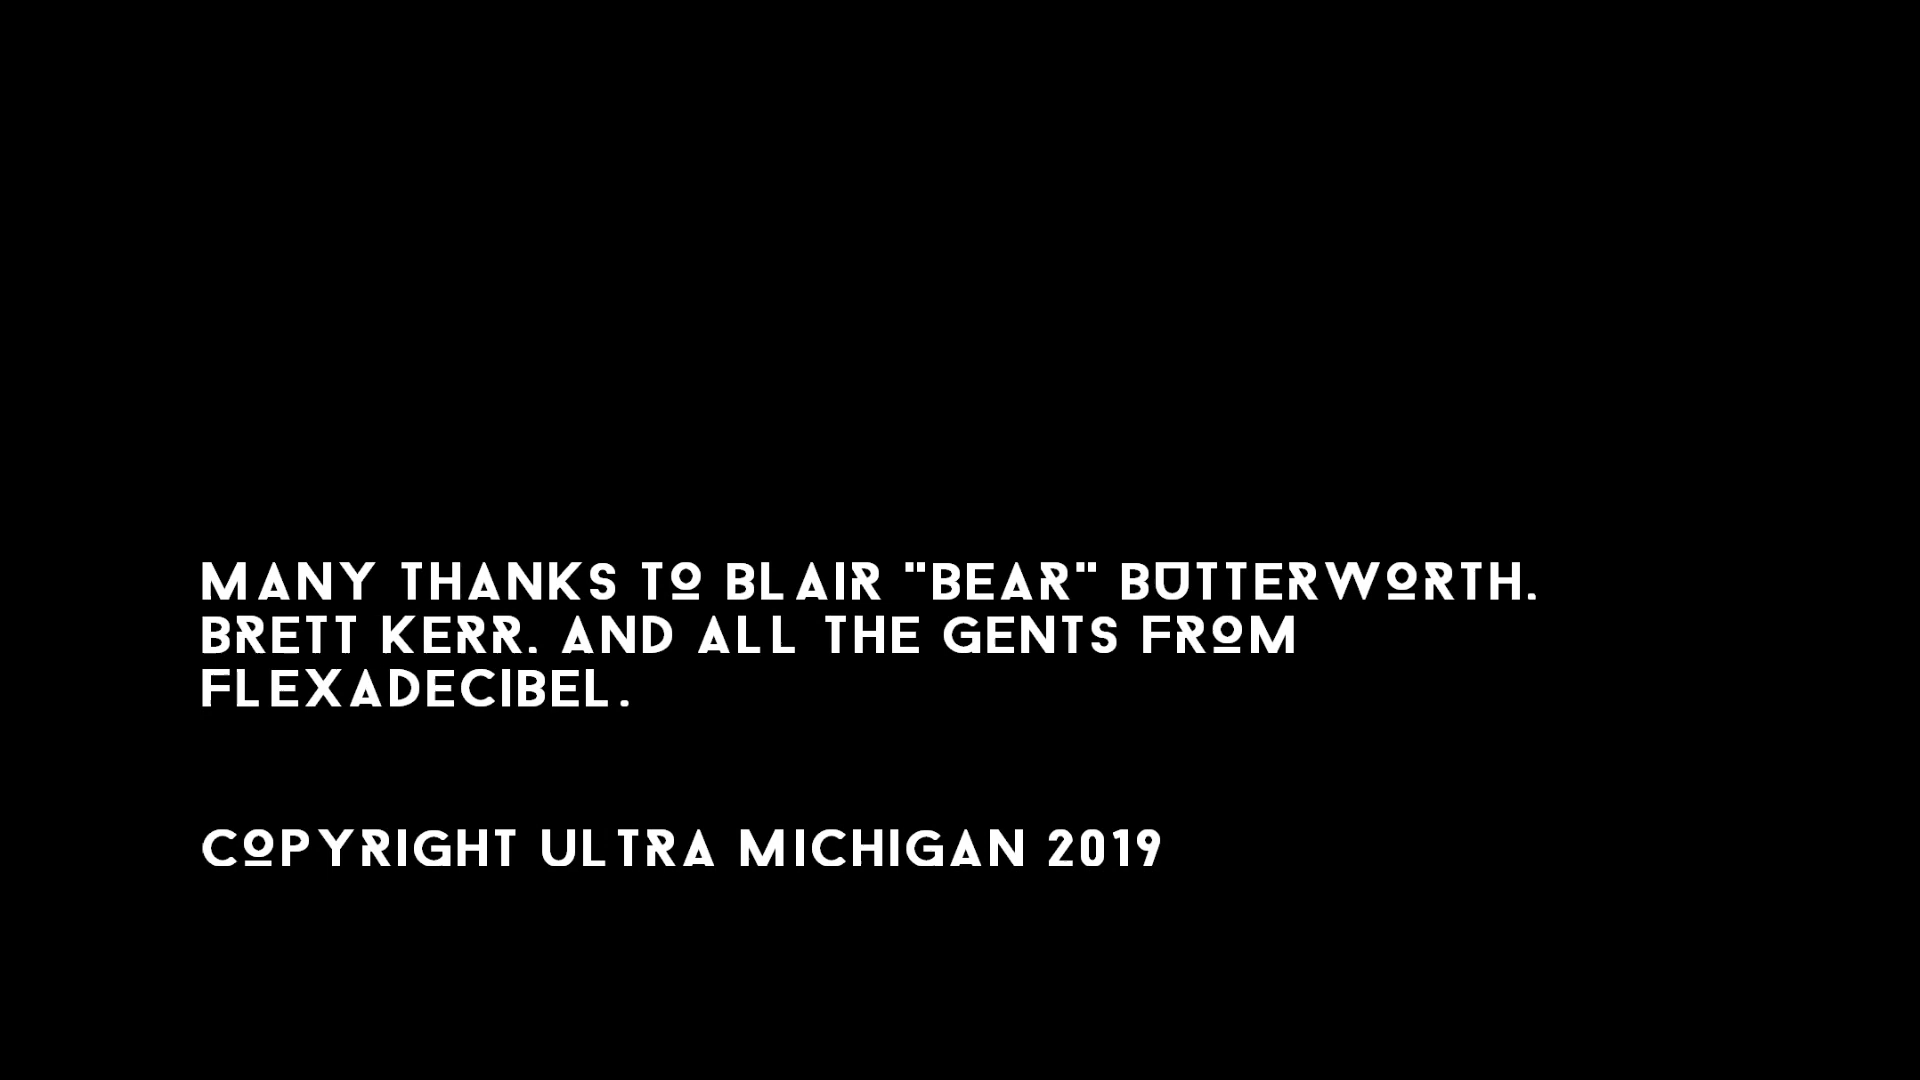 MANY THANKS TO BLAIR "BEAR" BUTTERWORTH.
BRETT KERR. AND ALL THE GENTS FROM
FLEXADECIBEL.
COPYRIGHT ULTRA MICHIGAN 2019